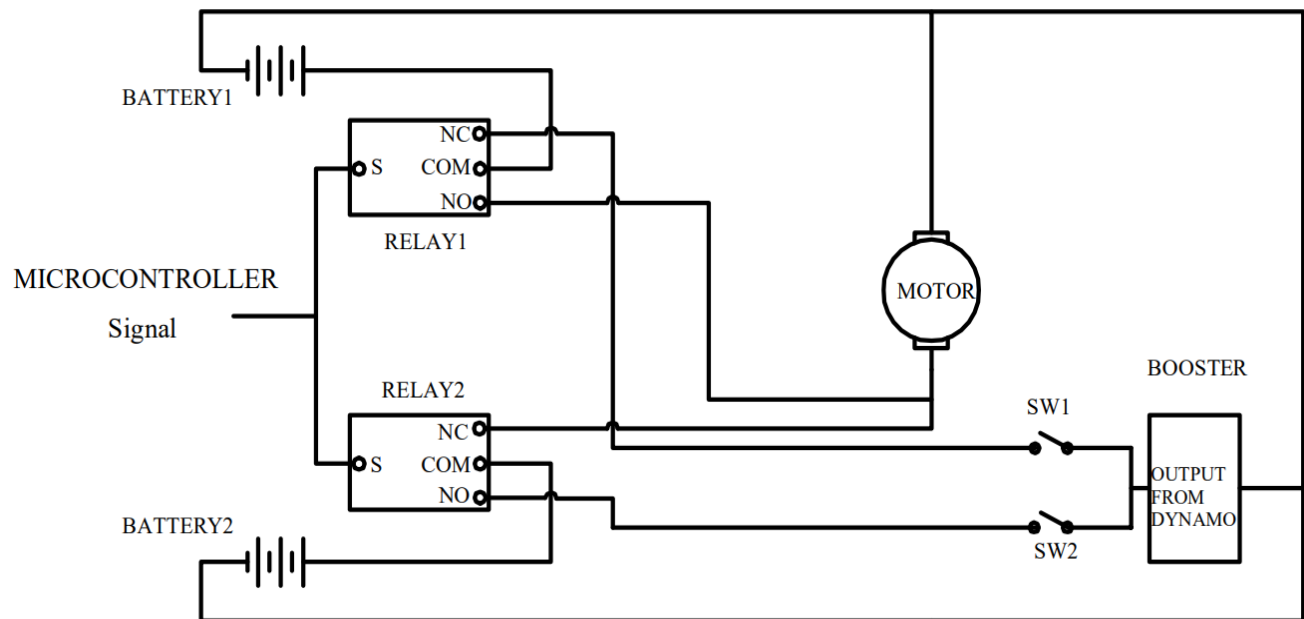 BATTERY1
NC
S
COM
NO
RELAY1
MICROCONTROLLER
Signal
MOTOR
RELAY2
BOOSTER
SW1
NC
S
COM
NO
OUTPUT
FROM
DYNAMO
BATTERY2
SW2